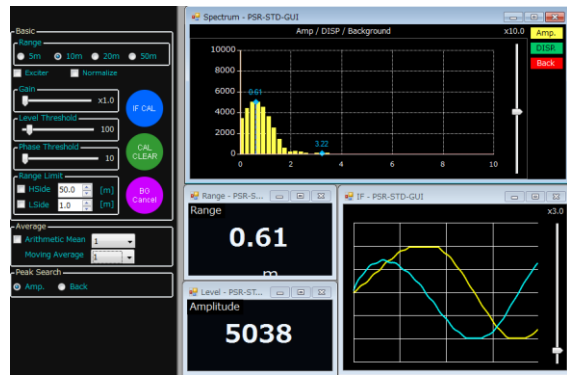 Basic
Range
5m 10m 20m 50m
Exciter Normalize
Gain
x1.0
IF CAL
Level Threshold
100
CAL CLEAR
Phase Threshold
10
Range Limit
HSide 50.0 [m]
LSide 1.0 [m]
BG Cancel
Average
Arithmetic Mean 1
Moving Average 1
Peak Search
Amp. Back
Spectrum - PSR-STD-GUI
Amp / DISP / Background
x10.0
Amp.
DISP.
Back
10000
8000
6000
4000
2000
0.61
3.22
0 2 4 6 8 10
Range - PSR-S...
Range
0.61
m
Level - PSR-ST...
Amplitude
5038
IF - PSR-STD-GUI
x3.0